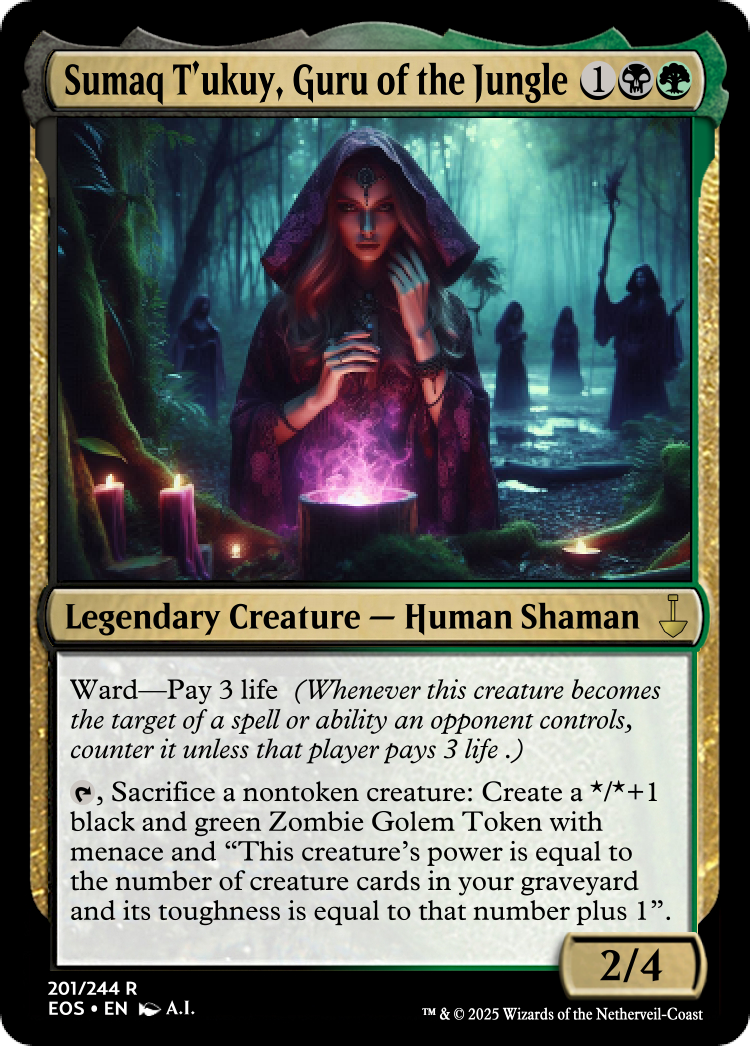 Sumaq T'ukuy, Guru of the Jungle 1
Legendary Creature — Human Shaman
Ward—Pay 3 life (Whenever this creature becomes
the target of a spell or ability an opponent controls,
counter it unless that player pays 3 life .)
, Sacrifice a nontoken creature: Create a */*+1
black and green Zombie Golem Token with
menace and “This creature’s power is equal to
the number of creature cards in your graveyard
and its toughness is equal to that number plus 1”.
2/4
201/244 R
EOS • EN A.I.
™ & © 2025 Wizards of the Netherveil-Coast